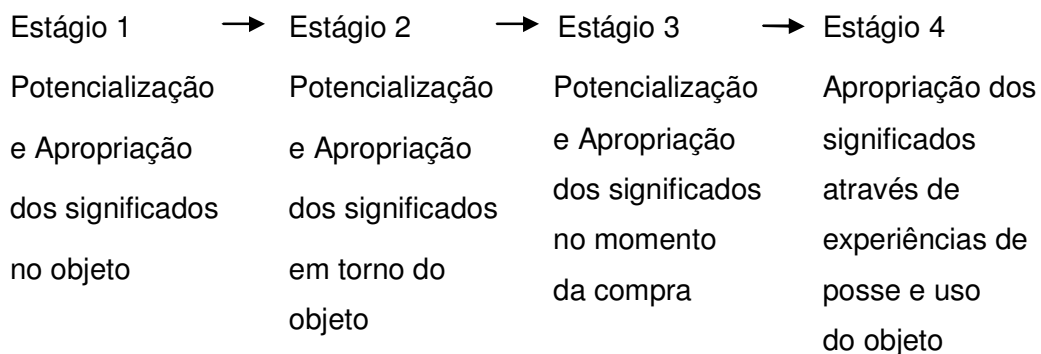 Estágio 1
Potencialização
e Apropriação
dos significados
no objeto
Estágio 2
Potencialização
e Apropriação
dos significados
em torno do
objeto
Estágio 3
Potencialização
e Apropriação
dos significados
no momento
da compra
Estágio 4
Apropriação dos
significados
através de
experiências de
posse e uso
do objeto